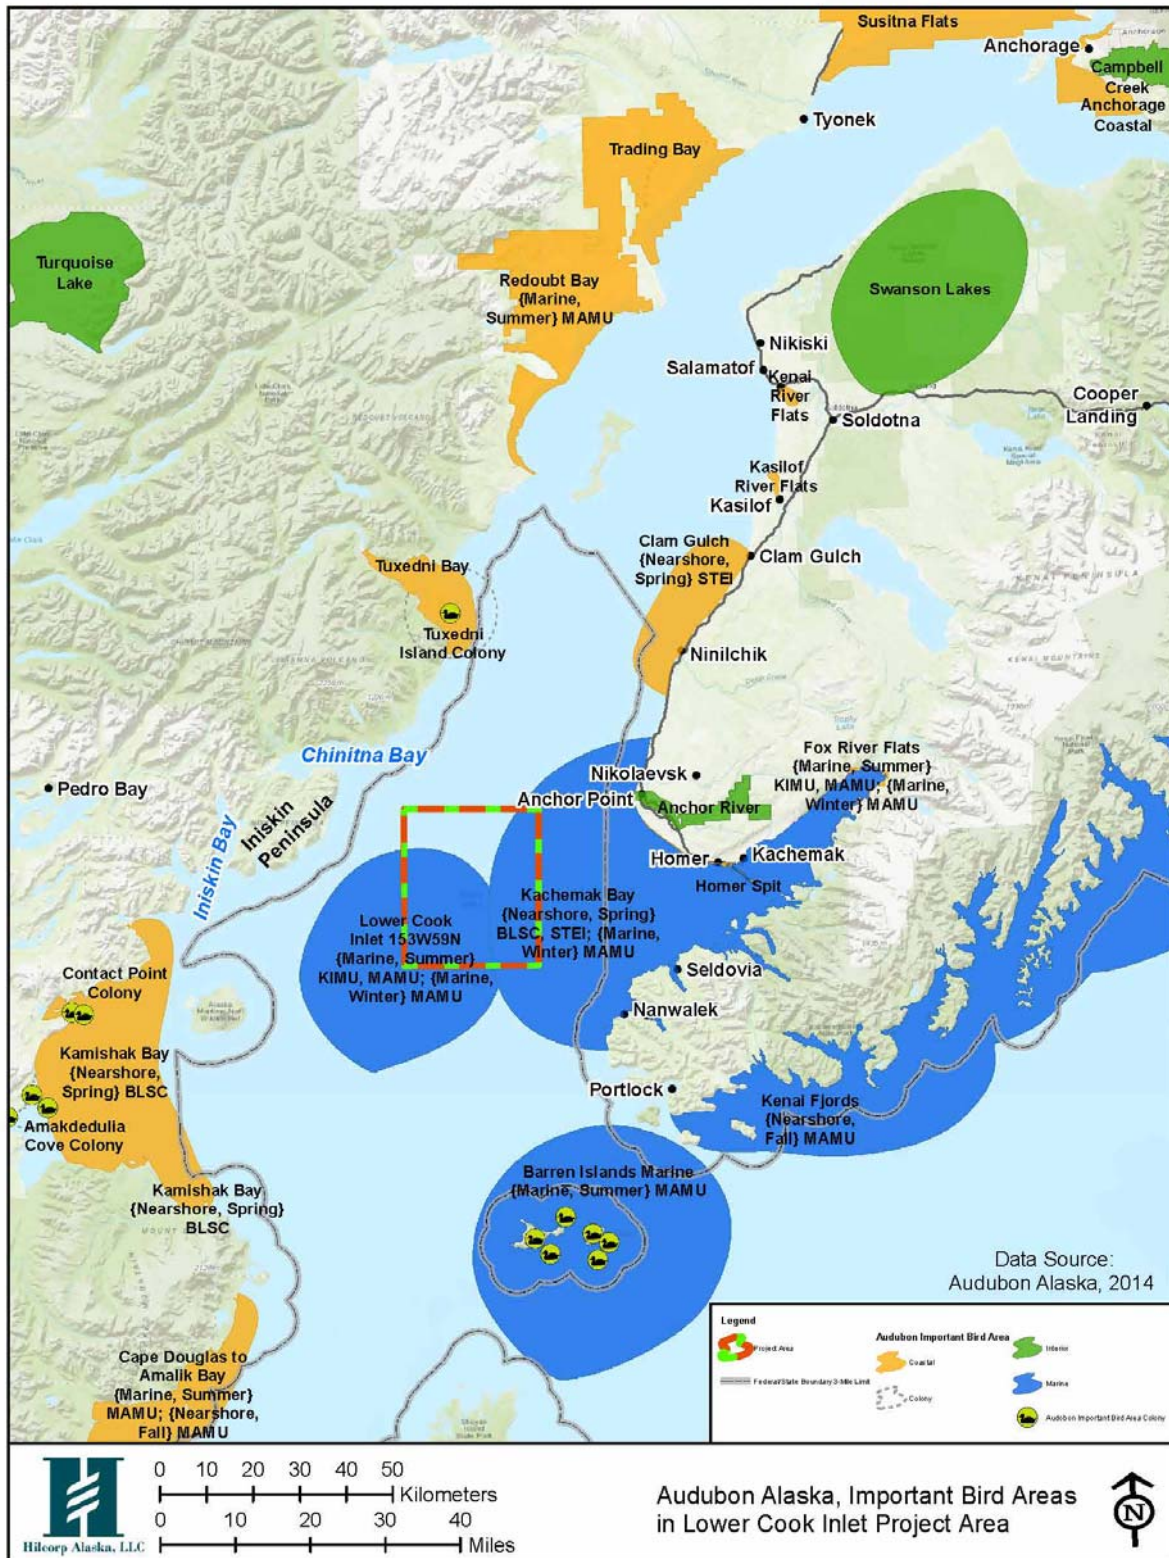 Susitna Flats
Anchorage
Campbell
Creek
Anchorage
Coastal
Tyonek
Trading Bay
Turquoise
Lake
Redoubt Bay
{Marine,
Summer} MAMU
Swanson Lakes
Nikiski
Salamatof
Kenai
River
Flats
Soldotna
Cooper
Landing
Kasilof
River Flats
Kasilof
Clam Gulch
{Nearshore,
Spring} STEI
Clam Gulch
Tuxedni Bay
Tuxedni
Island Colony
Ninilchik
KENAI PENINSULA
KENAI MOUNTAINS
Chinitna Bay
Pedro Bay
Iniskin
Peninsula
Iniskin Bay
Nikolaevsk
Anchor Point
Anchor River
Fox River Flats
{Marine, Summer}
KIMU, MAMU; {Marine,
Winter} MAMU
Homer
Kachemak
Homer Spit
Lower Cook
Inlet 153W59N
{Marine, Summer}
KIMU, MAMU; {Marine,
Winter} MAMU
Kachemak Bay
{Nearshore, Spring}
BLSC, STEI; {Marine,
Winter} MAMU
Seldovia
Nanwalek
Portlock
Contact Point
Colony
Kamishak Bay
{Nearshore,
Spring} BLSC
Amakdedulia
Cove Colony
Kamishak Bay
{Nearshore, Spring}
BLSC
Kenai Fjords
{Nearshore,
Fall} MAMU
Barren Islands Marine
{Marine, Summer} MAMU
Cape Douglas to
Amalik Bay
{Marine, Summer}
MAMU; {Nearshore,
Fall} MAMU
Data Source:
Audubon Alaska, 2014
Legend
Project Area
Federal/State Boundary 3-Mile Limit
Audubon Important Bird Area
Coastal
Colony
Interior
Marine
Audubon Important Bird Area Colony
Hilcorp Alaska, LLC
0 10 20 30 40 50
Kilometers
0 10 20 30 40
Miles
Audubon Alaska, Important Bird Areas
in Lower Cook Inlet Project Area
N